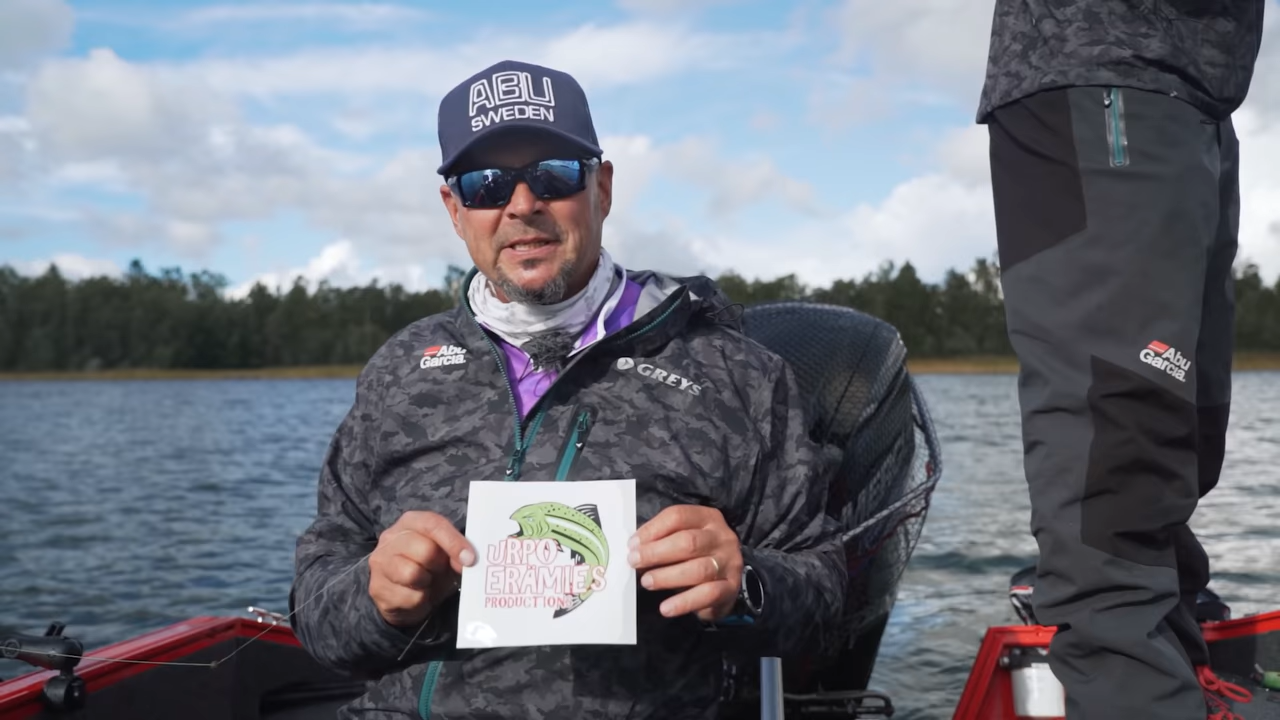 ABU
SWEDEN
Abu
Garcia
GREYS
Abu
Garcia
URPO
ERÄMIES
PRODUCTIONS